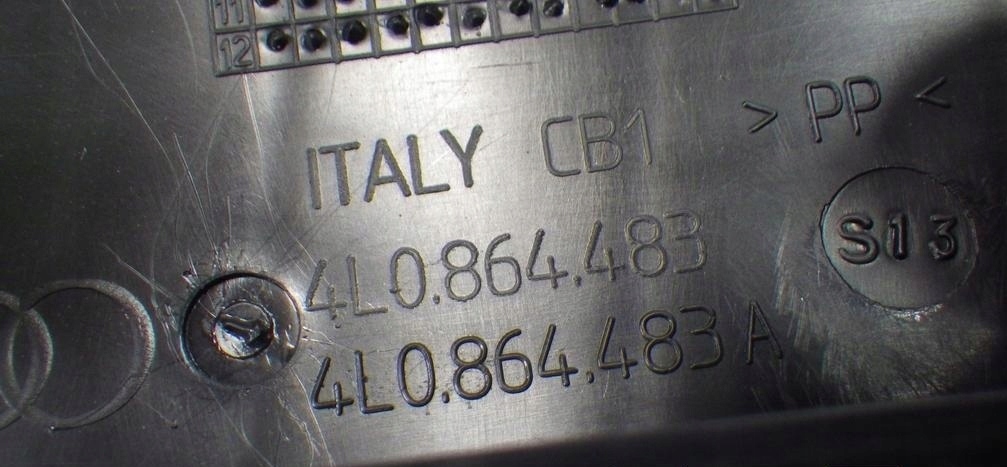 11
12
ITALY CB1 > PP <
S13
4L0.864.483
4L0.864.483 A